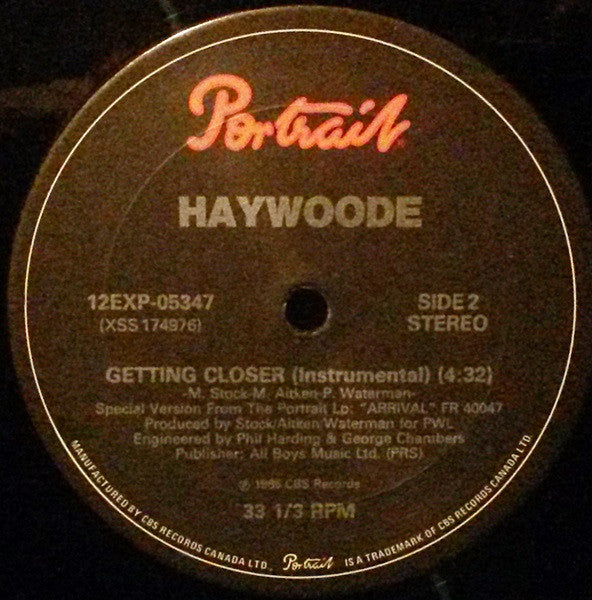 Portrait
HAYWOODE
12EXP-05347
(XSS 174976)
SIDE 2
STEREO
GETTING CLOSER (Instrumental) (4:32)
-M. Stock-M. Aitken-P. Waterman-
Special Version From The Portrait Lp: "ARRIVAL" FR 40047
Produced by Stock/Aitken/Waterman for PWL
Engineered by Phil Harding & George Chambers
Publisher: All Boys Music Ltd. (PRS)
℗ 1985 CBS Records
33 1/3 RPM
MANUFACTURED BY CBS RECORDS CANADA LTD., Portrait IS A TRADEMARK OF CBS RECORDS CANADA LTD.